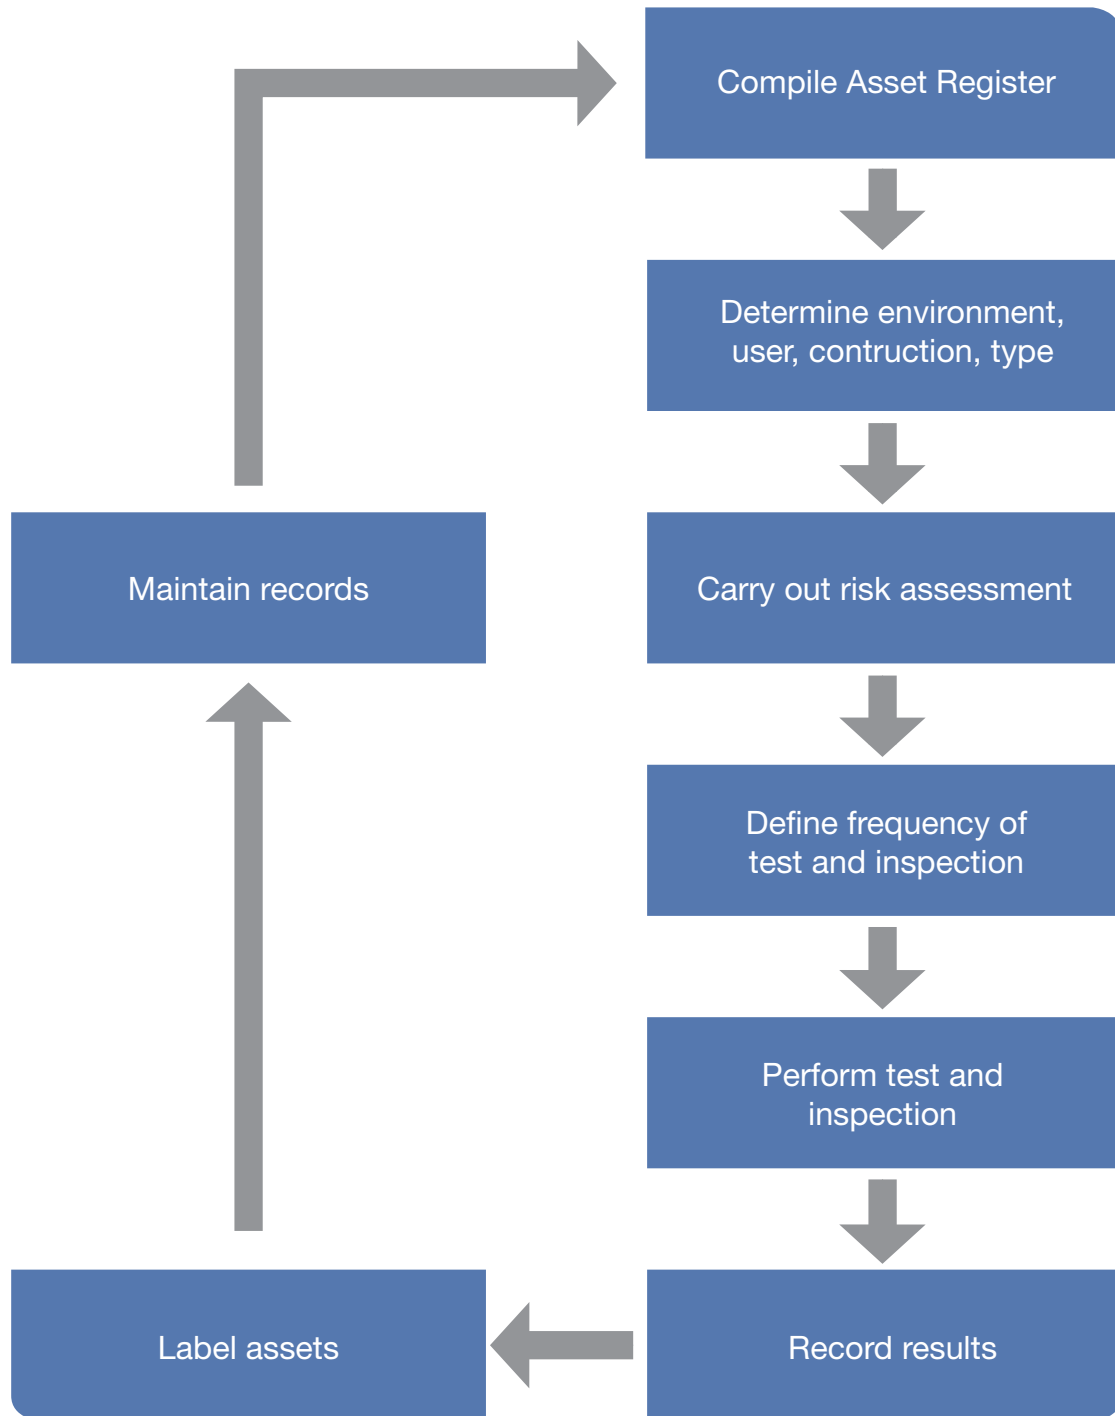 Compile Asset Register
Determine environment,
user, contruction, type
Carry out risk assessment
Define frequency of
test and inspection
Perform test and
inspection
Record results
Label assets
Maintain records